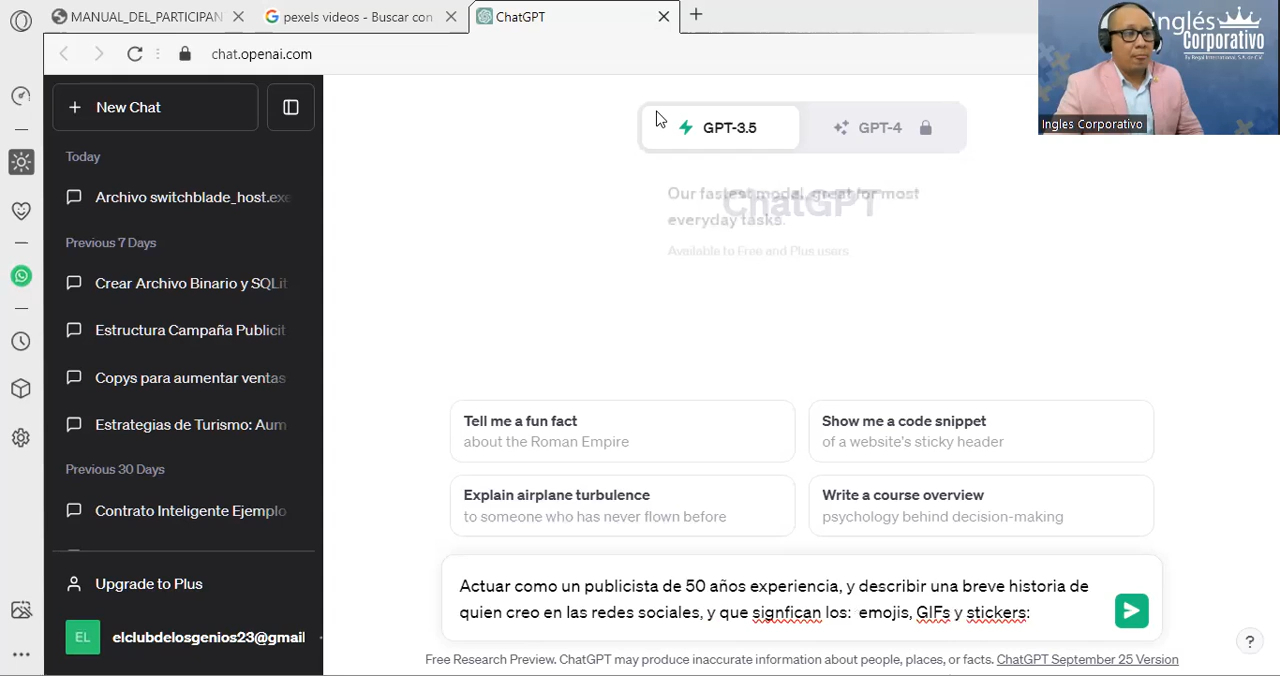 MANUAL_DEL_PARTICIPAN
pexels videos - Buscar con
ChatGPT
chat.openai.com
Inglés
Corporativo
By Regal International, S.A. de C.V.
Ingles Corporativo
New Chat
Today
Archivo switchblade_host.exe
Previous 7 Days
Crear Archivo Binario y SQLit
Estructura Campaña Publicit
Copys para aumentar ventas
Estrategias de Turismo: Aum
Previous 30 Days
Contrato Inteligente Ejemplo
Upgrade to Plus
EL
elclubdelosgenios23@gmail
GPT-3.5
GPT-4
ChatGPT
Our fastest model, great for most
everyday tasks.
Available to Free and Plus users
Tell me a fun fact
about the Roman Empire
Show me a code snippet
of a website's sticky header
Explain airplane turbulence
to someone who has never flown before
Write a course overview
psychology behind decision-making
Actuar como un publicista de 50 años experiencia, y describir una breve historia de
quien creo en las redes sociales, y que signfican los: emojis, GIFs y stickers:
Free Research Preview. ChatGPT may produce inaccurate information about people, places, or facts. ChatGPT September 25 Version
?